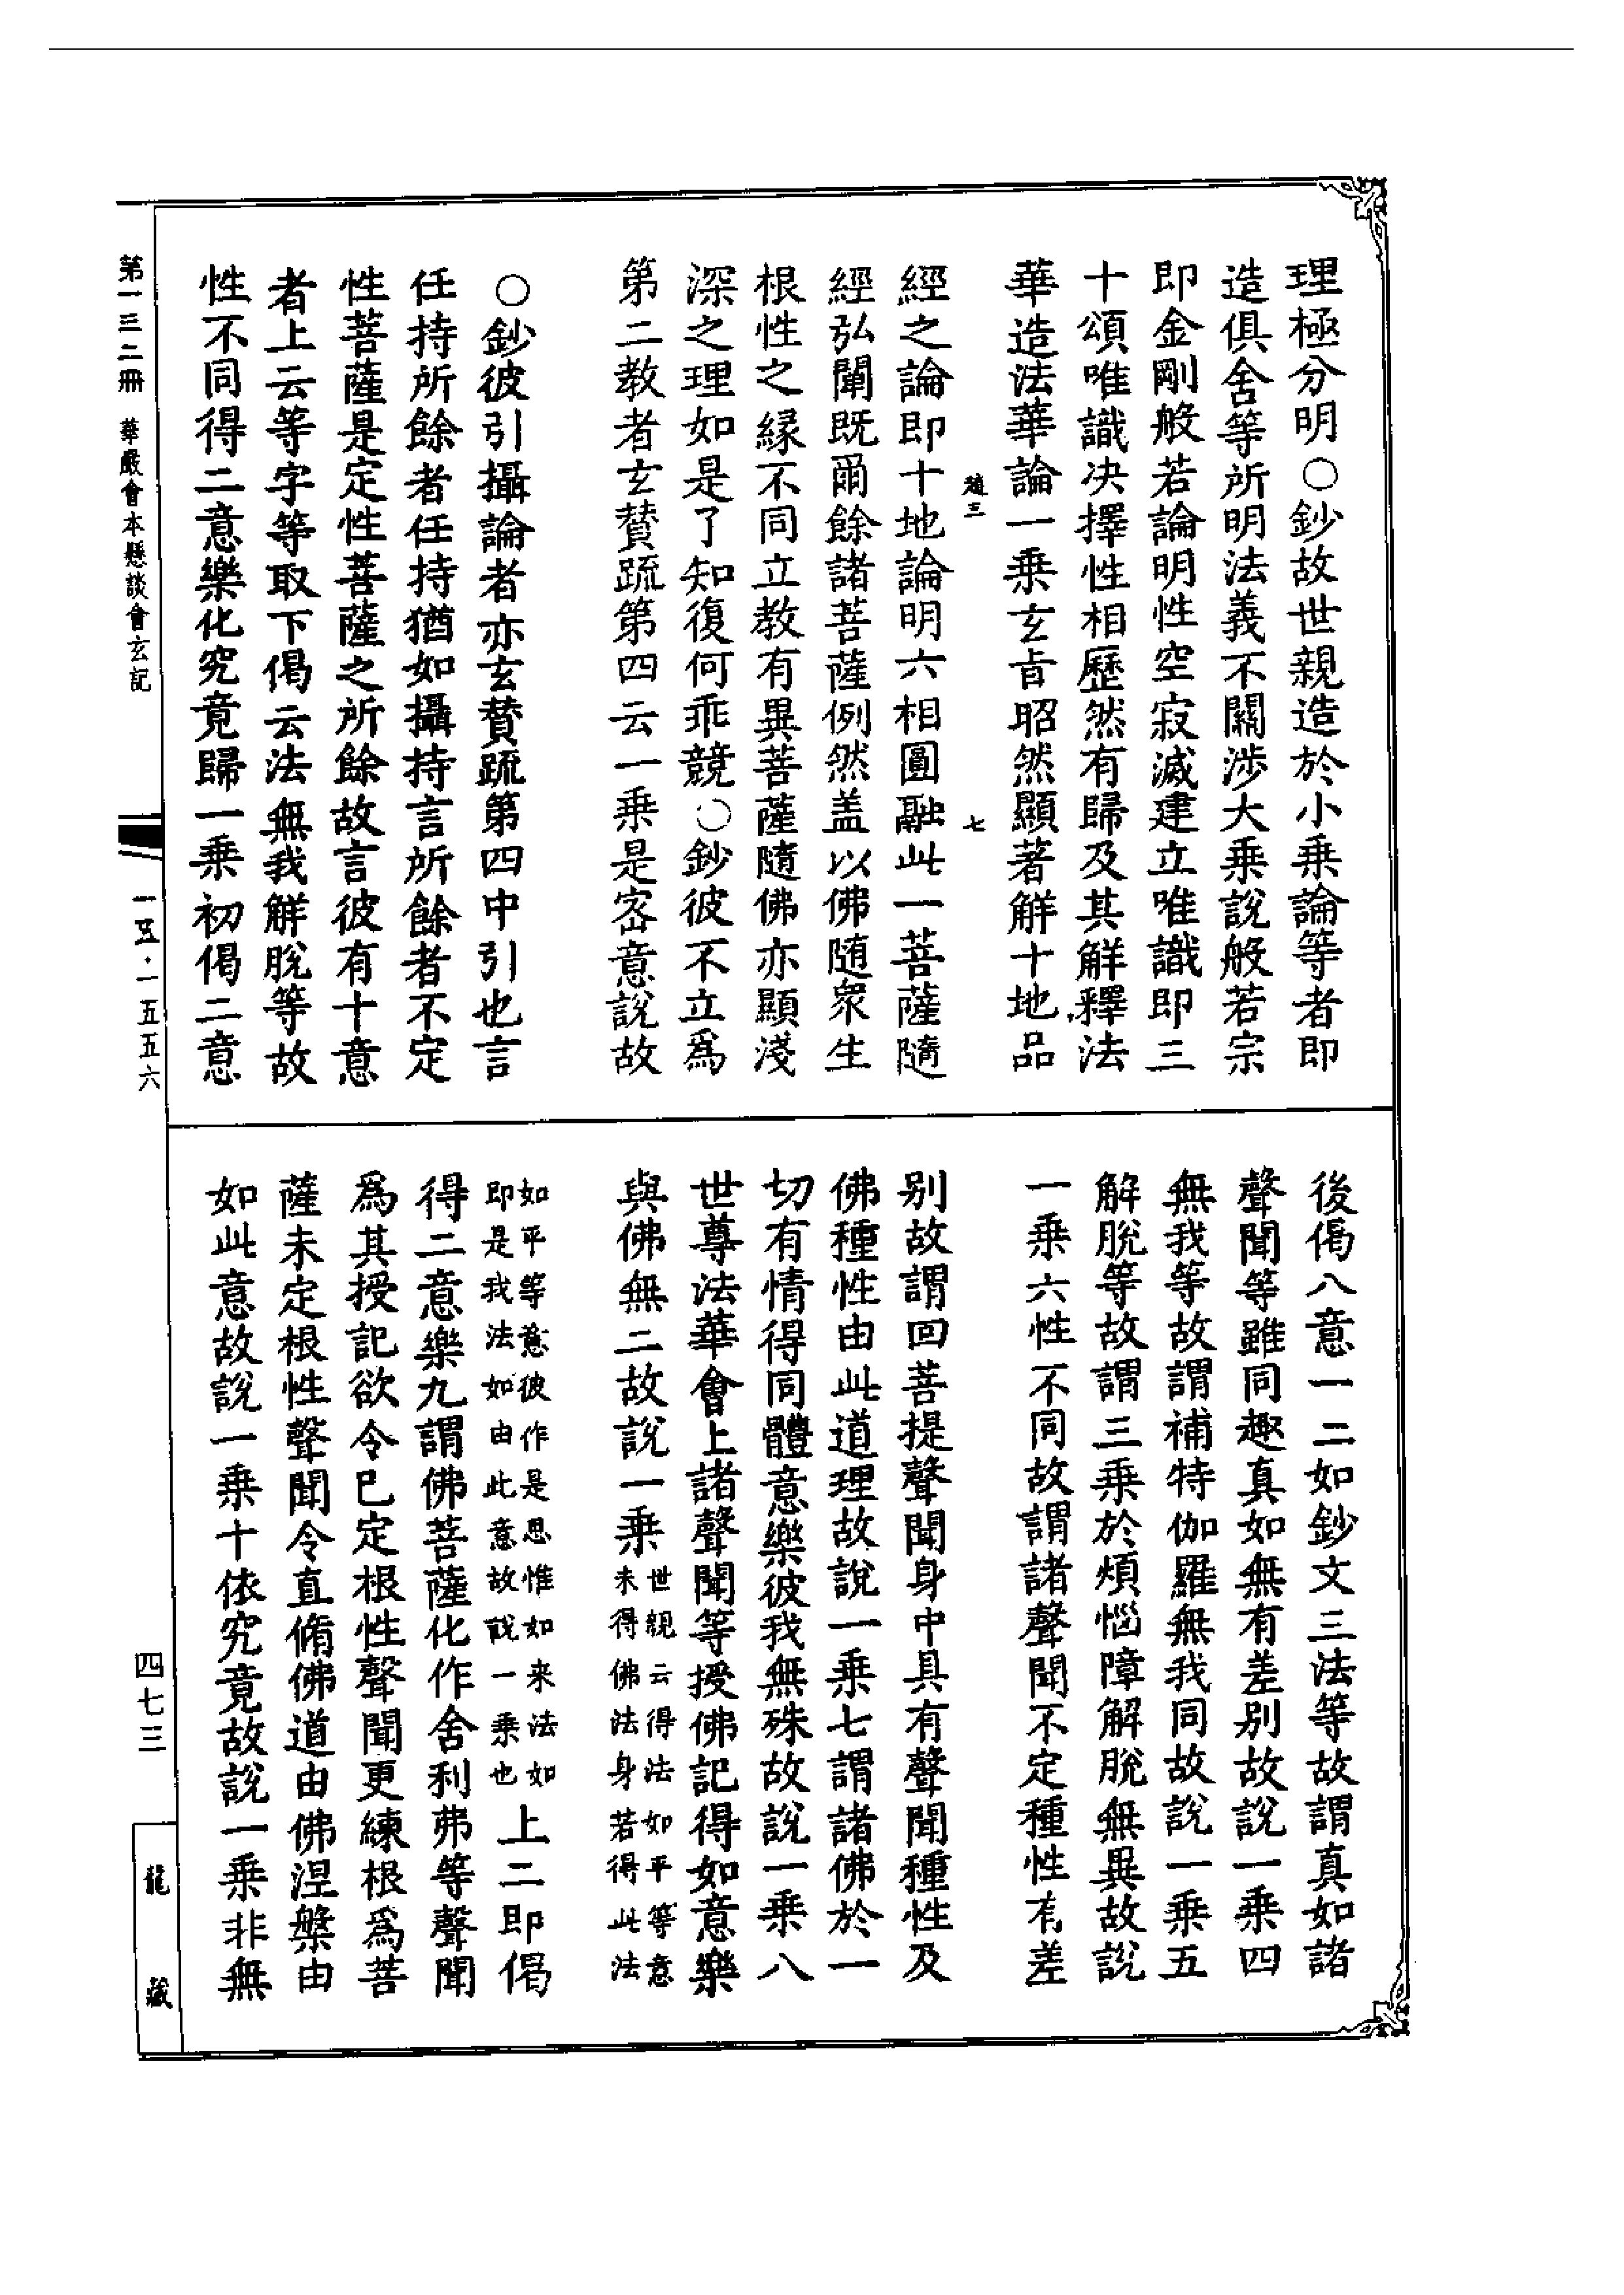 理極分明○鈔故世親造於小乗論等者即
造俱舍等所明法義不關涉大乗說般若宗
即金剛般若論明性空寂滅建立唯識即三
十頌唯識决擇性相歷然有歸及其解釋法
華造法華論一乗玄旨昭然顯著解十地品
三 七
經之論即十地論明六相圓融此一菩薩隨
經弘闡既爾餘諸菩薩例然盖以佛随衆生
根性之緣不同立教有異菩薩隨佛亦顯淺
深之理如是了知復何乖競○鈔彼不立爲
第二教者玄賛疏第四云一乗是密意說故
○鈔彼引攝論者亦玄賛疏第四中引也言
任持所餘者任持猶如攝持言所餘者不定
性菩薩是定性菩薩之所餘故言彼有十意
者上云等字等取下偈云法無我解脫等故
性不同得二意樂化究竟歸一乗初偈二意
後偈八意一二如鈔文三法等故謂真如諸
聲聞等雖同趣真如無有差别故說一乗四
無我等故謂補特伽羅無我同故說一乗五
解脫等故謂三乗於煩惱障解脫無異故說
一乗六性不同故謂諸聲聞不定種性有差
别故謂回菩提聲聞身中具有聲聞種性及
佛種性由此道理故說一乗七謂諸佛於一
切有情得同體意樂彼我無殊故說一乗八
世尊法華會上諸聲聞等授佛記得如意樂
與佛無二故說一乗世親云得法如平等意
未得佛法身若得此法
如平等意彼作是思惟如來法如
即是我法如由此意故說一乗也上二即偈
得二意樂九謂佛菩薩化作舍利弗等聲聞
爲其授記欲令已定根性聲聞更練根爲菩
薩未定根性聲聞令直脩佛道由佛涅槃由
如此意故說一乗十依究竟故說一乗非無
第一三二冊 華嚴會本懸談會玄記
一五·一五五六
四七三
龍藏